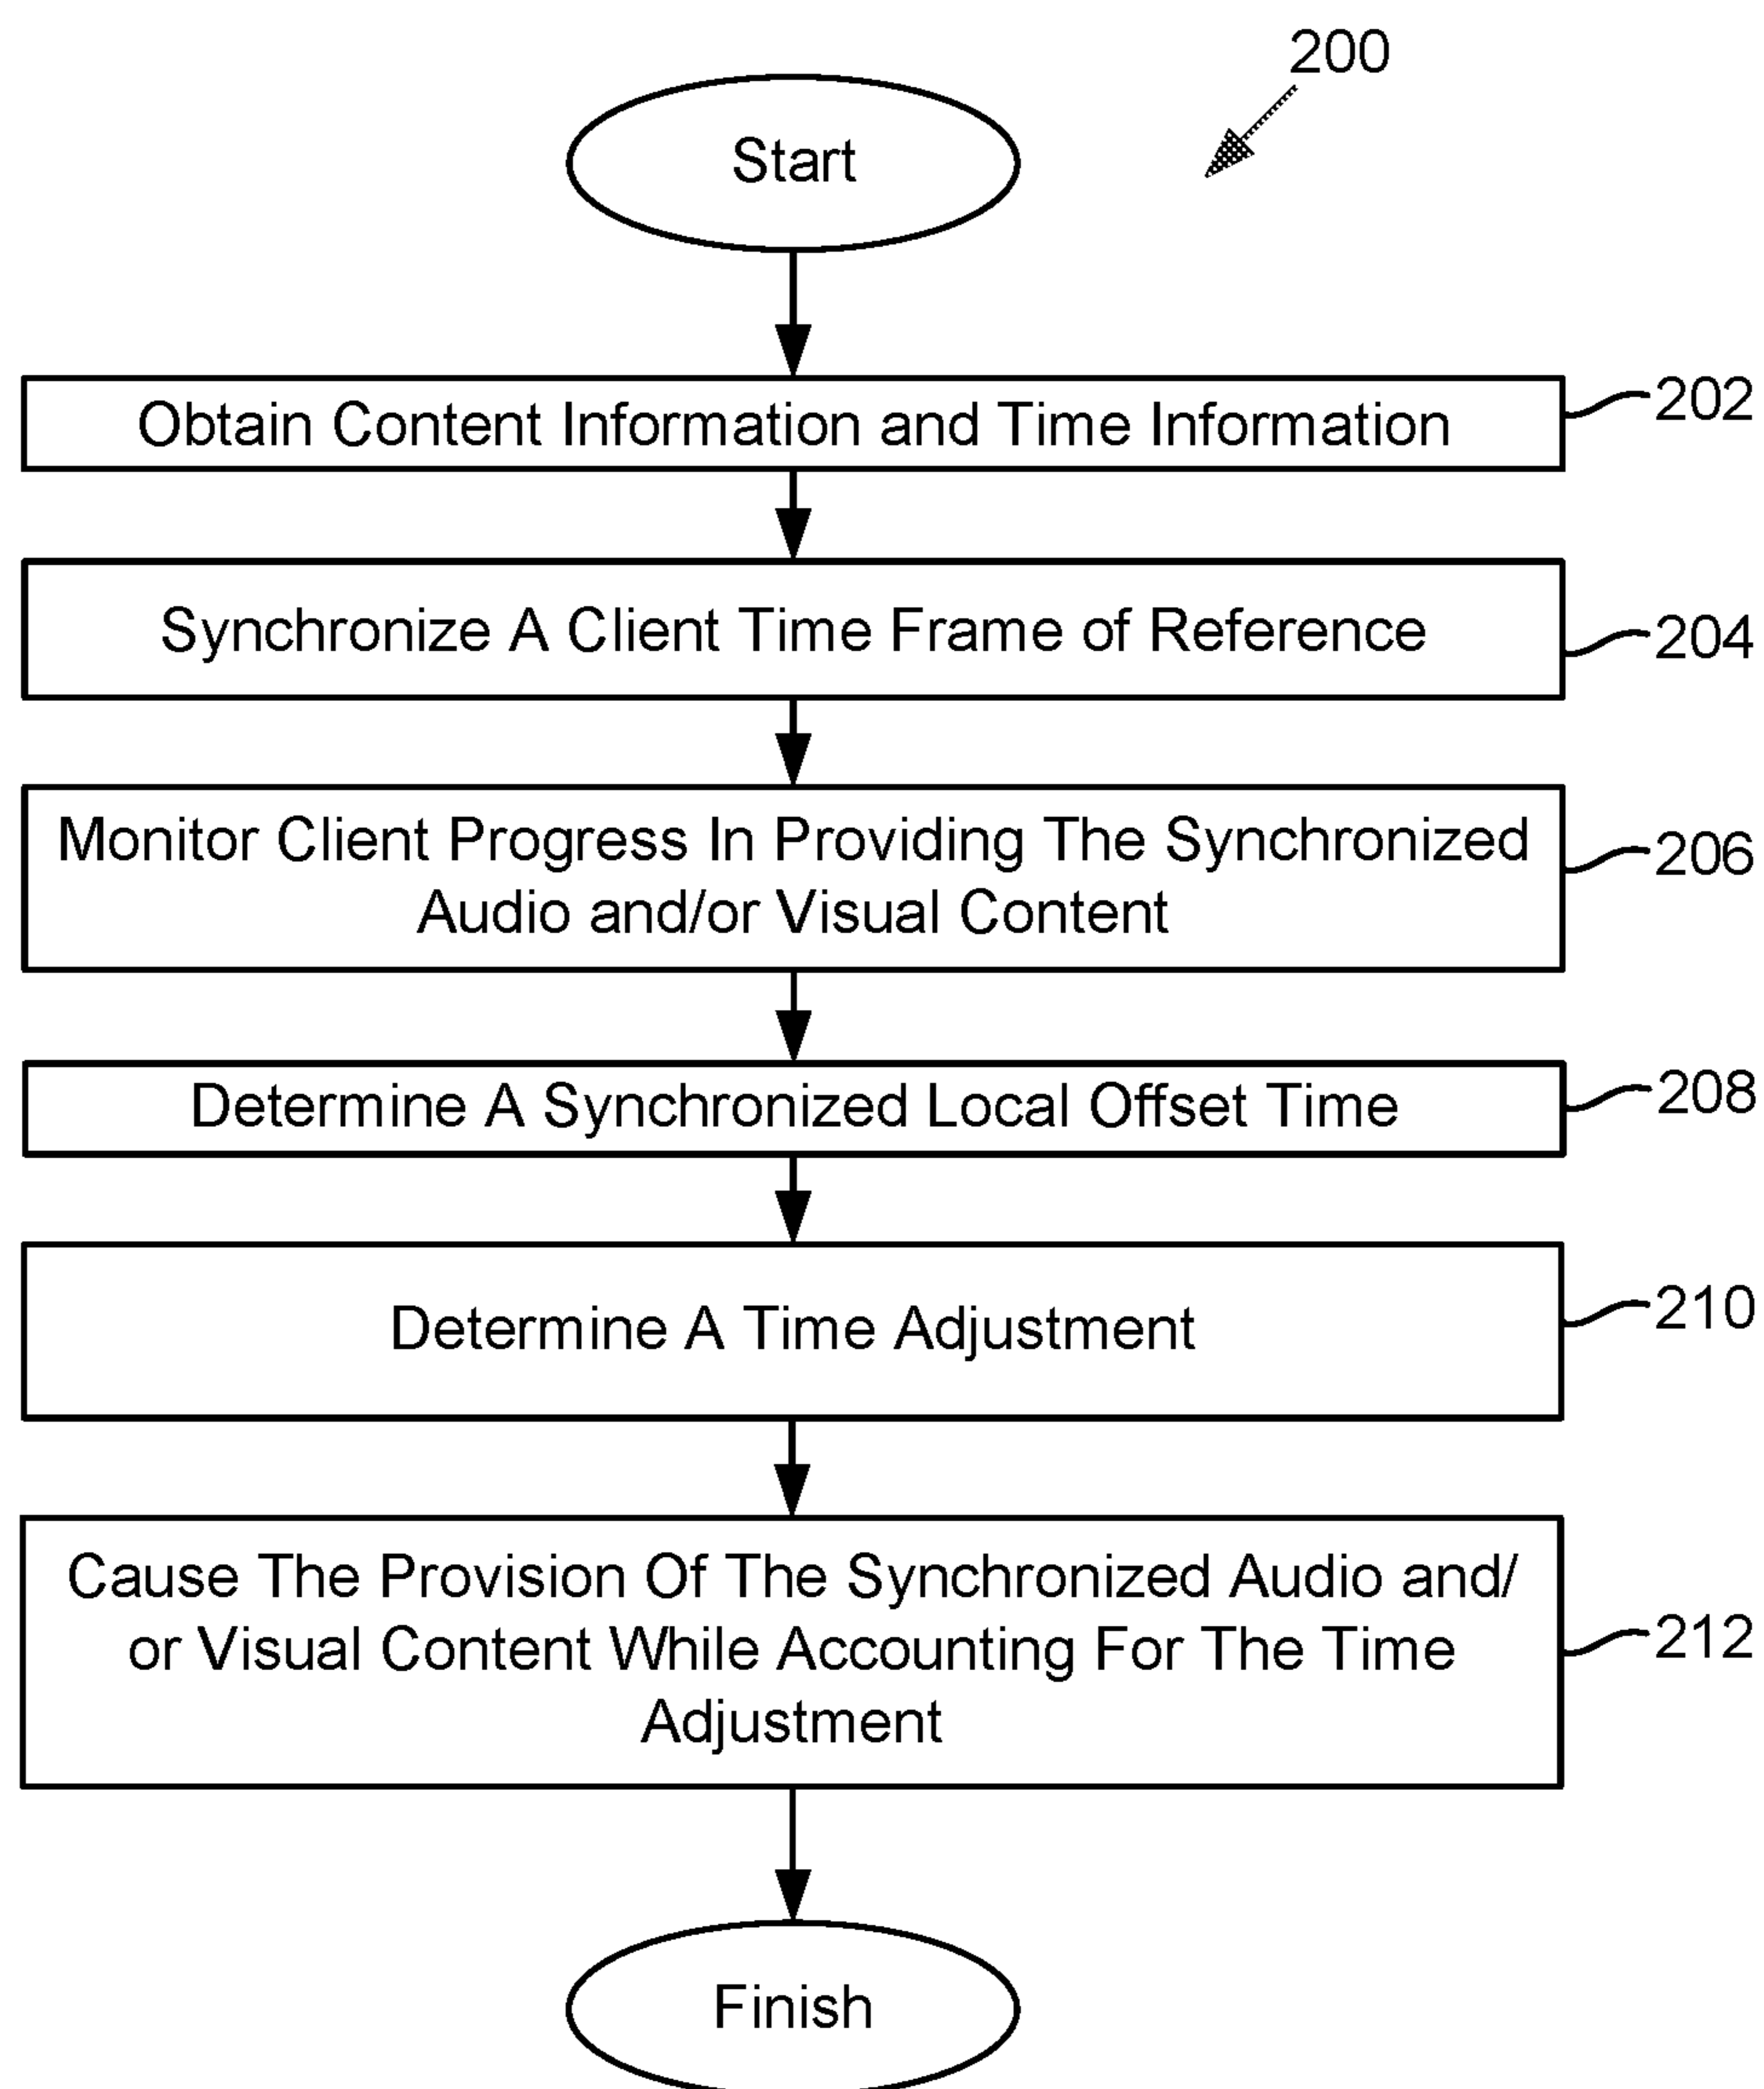 200
Start
Obtain Content Information and Time Information
202
Synchronize A Client Time Frame of Reference
204
Monitor Client Progress In Providing The Synchronized
Audio and/or Visual Content
206
Determine A Synchronized Local Offset Time
208
Determine A Time Adjustment
210
Cause The Provision Of The Synchronized Audio and/
or Visual Content While Accounting For The Time
Adjustment
212
Finish